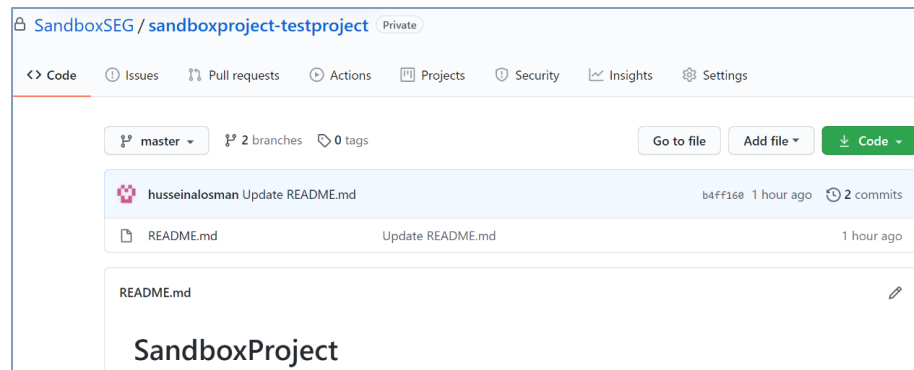 SandboxSEG / sandboxproject-testproject Private
<> Code Issues Pull requests Actions Projects Security Insights Settings
master 2 branches 0 tags Go to file Add file Code
husseinalosman Update README.md b4ff160 1 hour ago 2 commits
README.md Update README.md 1 hour ago
README.md
SandboxProject